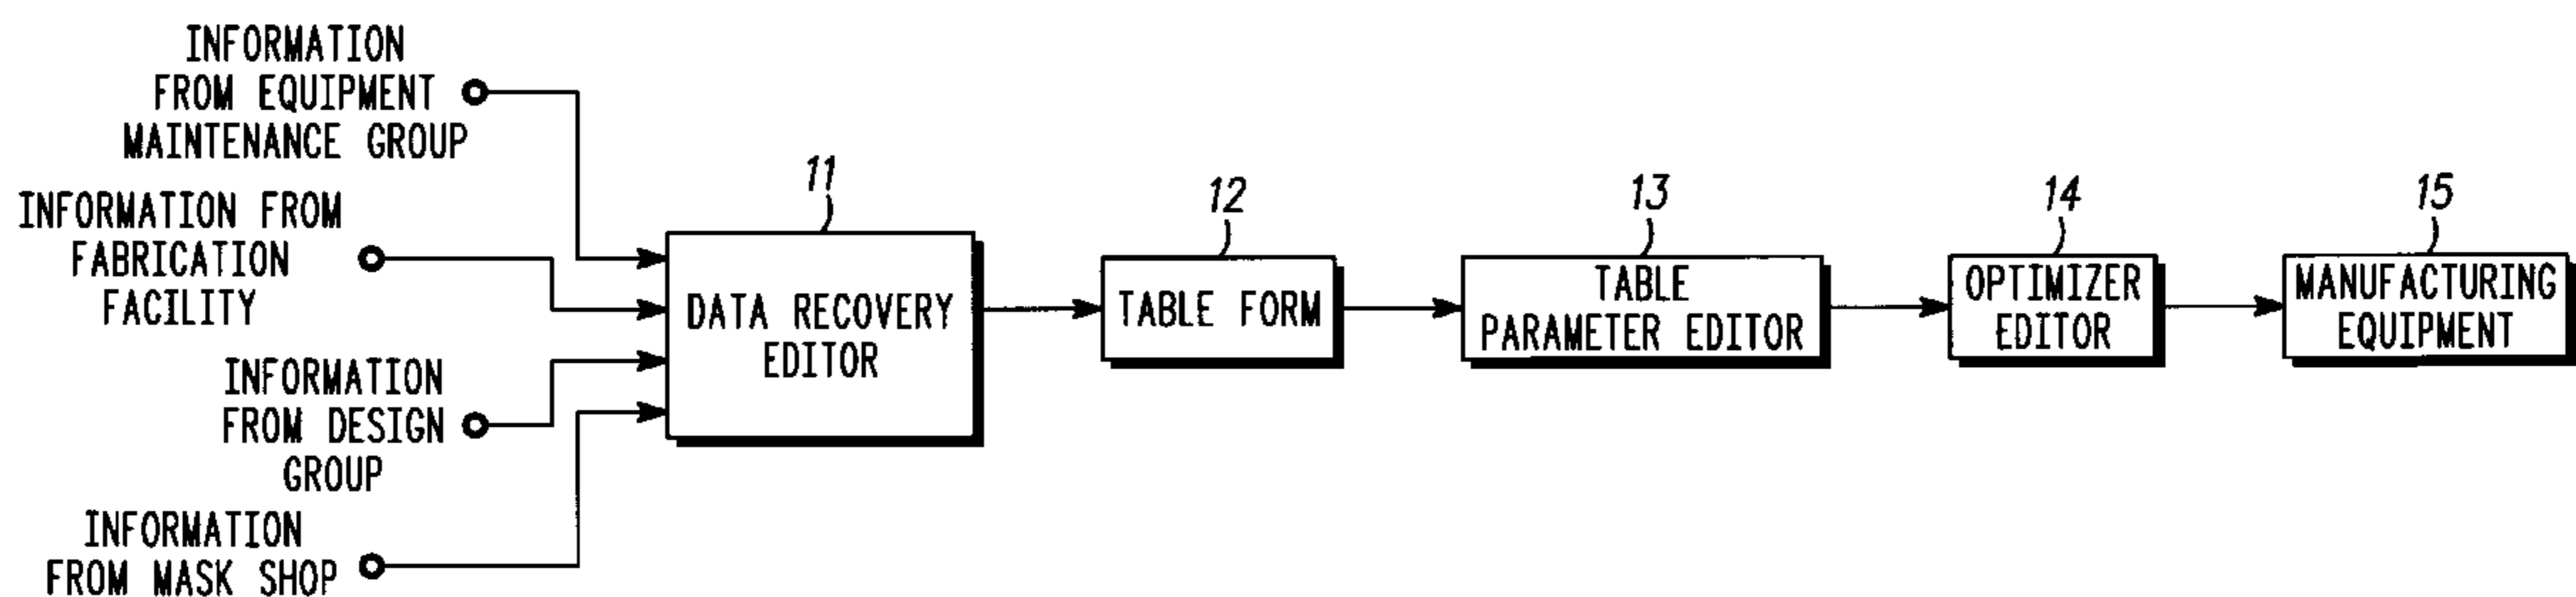 INFORMATION
FROM EQUIPMENT
MAINTENANCE GROUP
INFORMATION FROM
FABRICATION
FACILITY
INFORMATION
FROM DESIGN
GROUP
INFORMATION
FROM MASK SHOP
11
DATA RECOVERY
EDITOR
12
TABLE FORM
13
TABLE
PARAMETER EDITOR
14
OPTIMIZER
EDITOR
15
MANUFACTURING
EQUIPMENT